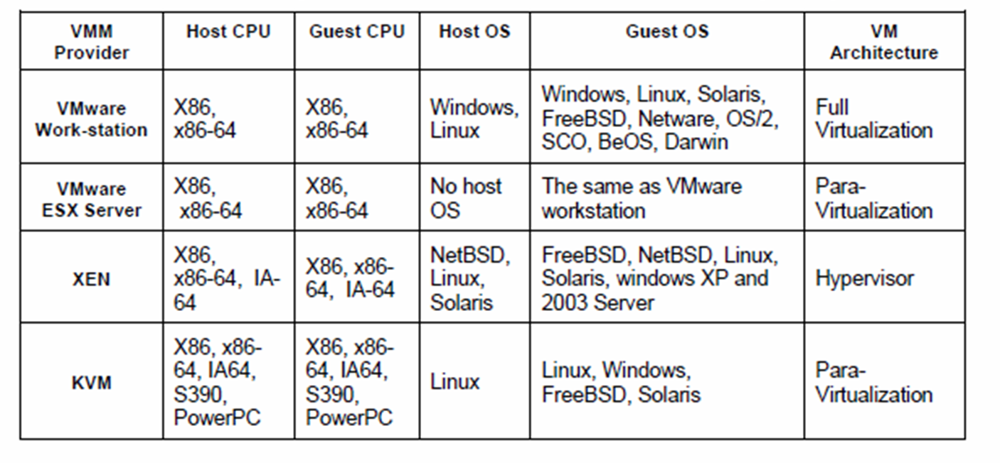 VMM Provider Host CPU Guest CPU Host OS Guest OS VM Architecture
VMware Work-station
X86,
x86-64
X86,
x86-64
Windows,
Linux
Windows, Linux, Solaris,
FreeBSD, Netware, OS/2,
SCO, BeOS, Darwin
Full
Virtualization
VMware
ESX Server
X86,
x86-64
X86,
x86-64
No host
OS
The same as VMware
workstation
Para-
Virtualization
XEN
X86,
x86-64, IA-
64
X86, x86-
64, IA-64
NetBSD,
Linux,
Solaris
FreeBSD, NetBSD, Linux,
Solaris, windows XP and
2003 Server
Hypervisor
KVM
X86, x86-
64, IA64,
S390,
PowerPC
X86, x86-
64, IA64,
S390,
PowerPC
Linux
Linux, Windows,
FreeBSD, Solaris
Para-
Virtualization